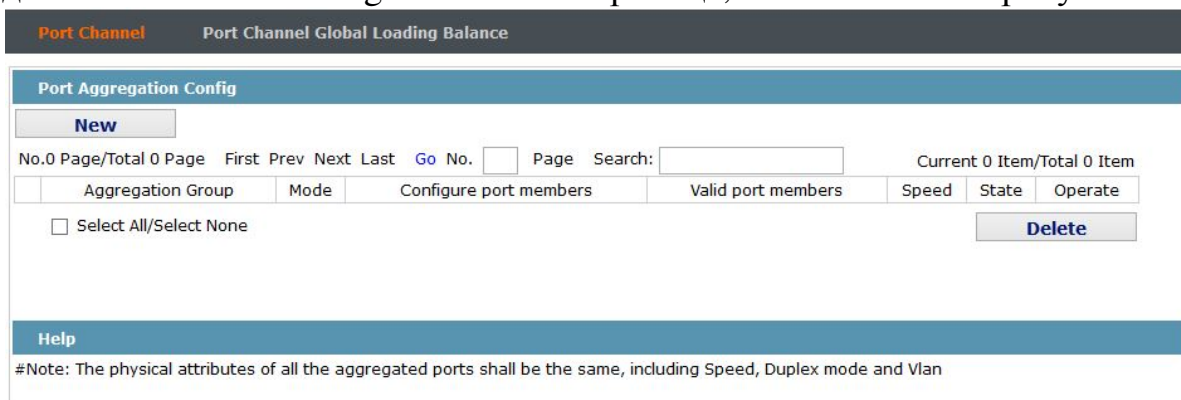 Port Channel Port Channel Global Loading Balance
Port Aggregation Config
New
No.0 Page/Total 0 Page First Prev Next Last Go No. Page Search: Current 0 Item/Total 0 Item
Aggregation Group Mode Configure port members Valid port members Speed State Operate
Select All/Select None Delete
Help
#Note: The physical attributes of all the aggregated ports shall be the same, including Speed, Duplex mode and Vlan